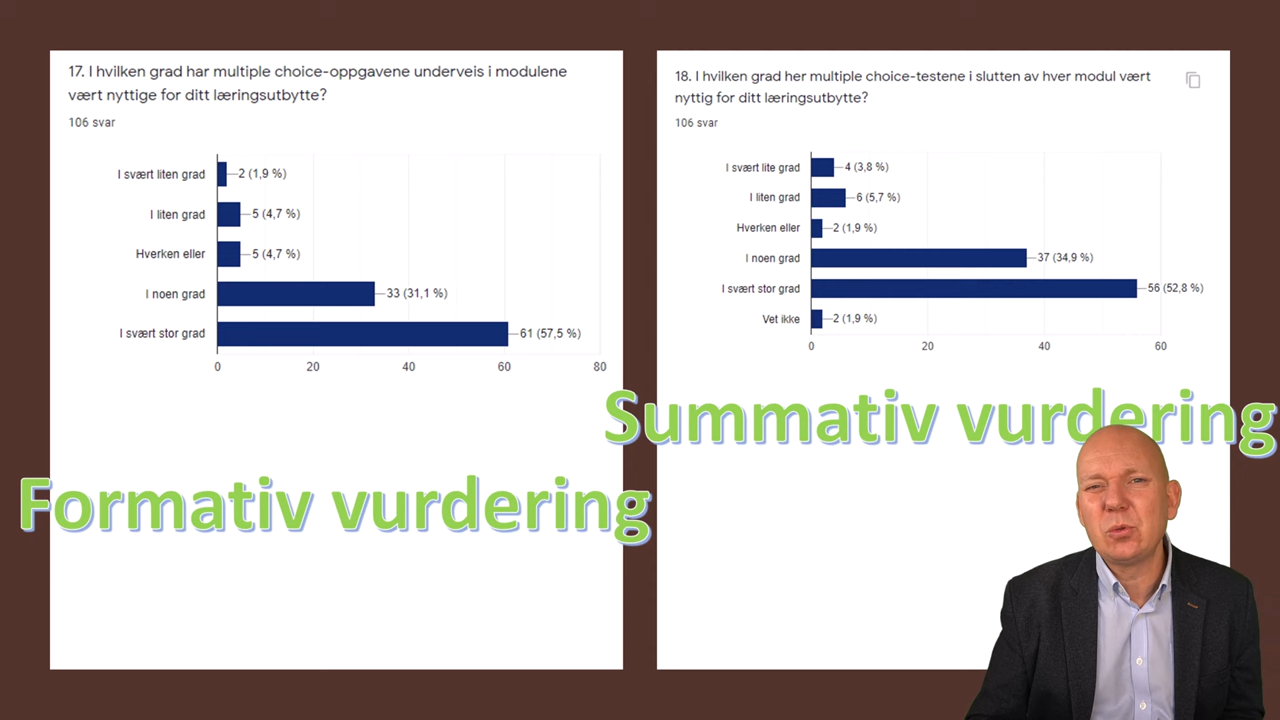 17. I hvilken grad har multiple choice-oppgavene underveis i modulene
vært nyttige for ditt læringsutbytte?
106 svar
I svært liten grad 2 (1,9 %)
I liten grad 5 (4,7 %)
Hverken eller 5 (4,7 %)
I noen grad 33 (31,1 %)
I svært stor grad 61 (57,5 %)
0 20 40 60 80
Formativ vurdering
18. I hvilken grad her multiple choice-testene i slutten av hver modul vært
nyttig for ditt læringsutbytte?
106 svar
I svært lite grad 4 (3,8 %)
I liten grad 6 (5,7 %)
Hverken eller 2 (1,9 %)
I noen grad 37 (34,9 %)
I svært stor grad 56 (52,8 %)
Vet ikke 2 (1,9 %)
0 20 40 60
Summativ vurdering